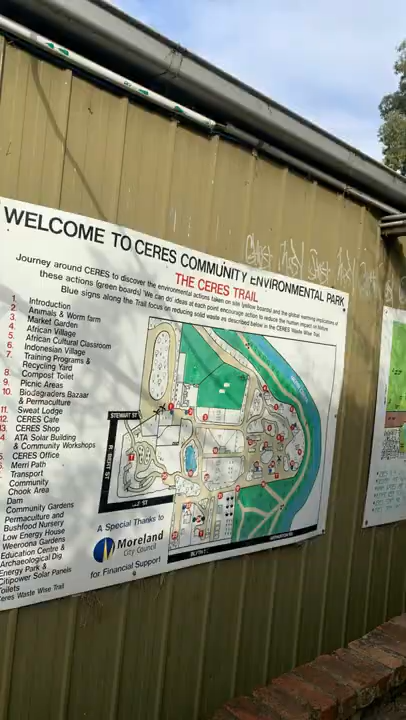 WELCOME TO CERES COMMUNITY ENVIRONMENTAL PARK
THE CERES TRAIL
Journey around CERES to discover the environmental actions taken on site (yellow boards) and the global warming implications of
these actions (green boards) 'We can do' ideas at each point encourage action to reduce the human impact on Nature
Blue signs along the Trail focus on reducing solid waste as described below in the CERES Waste Wise Trail
1. Introduction
2. Animals & Worm farm
3. Market Garden
4. African Village
5. African Cultural Classroom
6. Indonesian Village
7. Training Programs &
Recycling Yard
8 Compost Toilet
9. Picnic Areas
10. Biodegraders Bazaar
& Permaculture
11. Sweat Lodge
12. CERES Cafe
13. CERES Shop
14 ATA Solar Building
& Community Workshops
5. CERES Office
6. Merri Path
7. Transport
Community
Chook Area
Dam
Community Gardens
Permaculture and
Bushfood Nursery
Low Energy House
Weeroona Gardens
Education Centre &
Archaeological Dig
Energy Park &
Citipower Solar Panels
Toilets
Ceres Waste Wise Trail
STEWART ST
A Special Thanks to
Moreland
City Council
for Financial Support